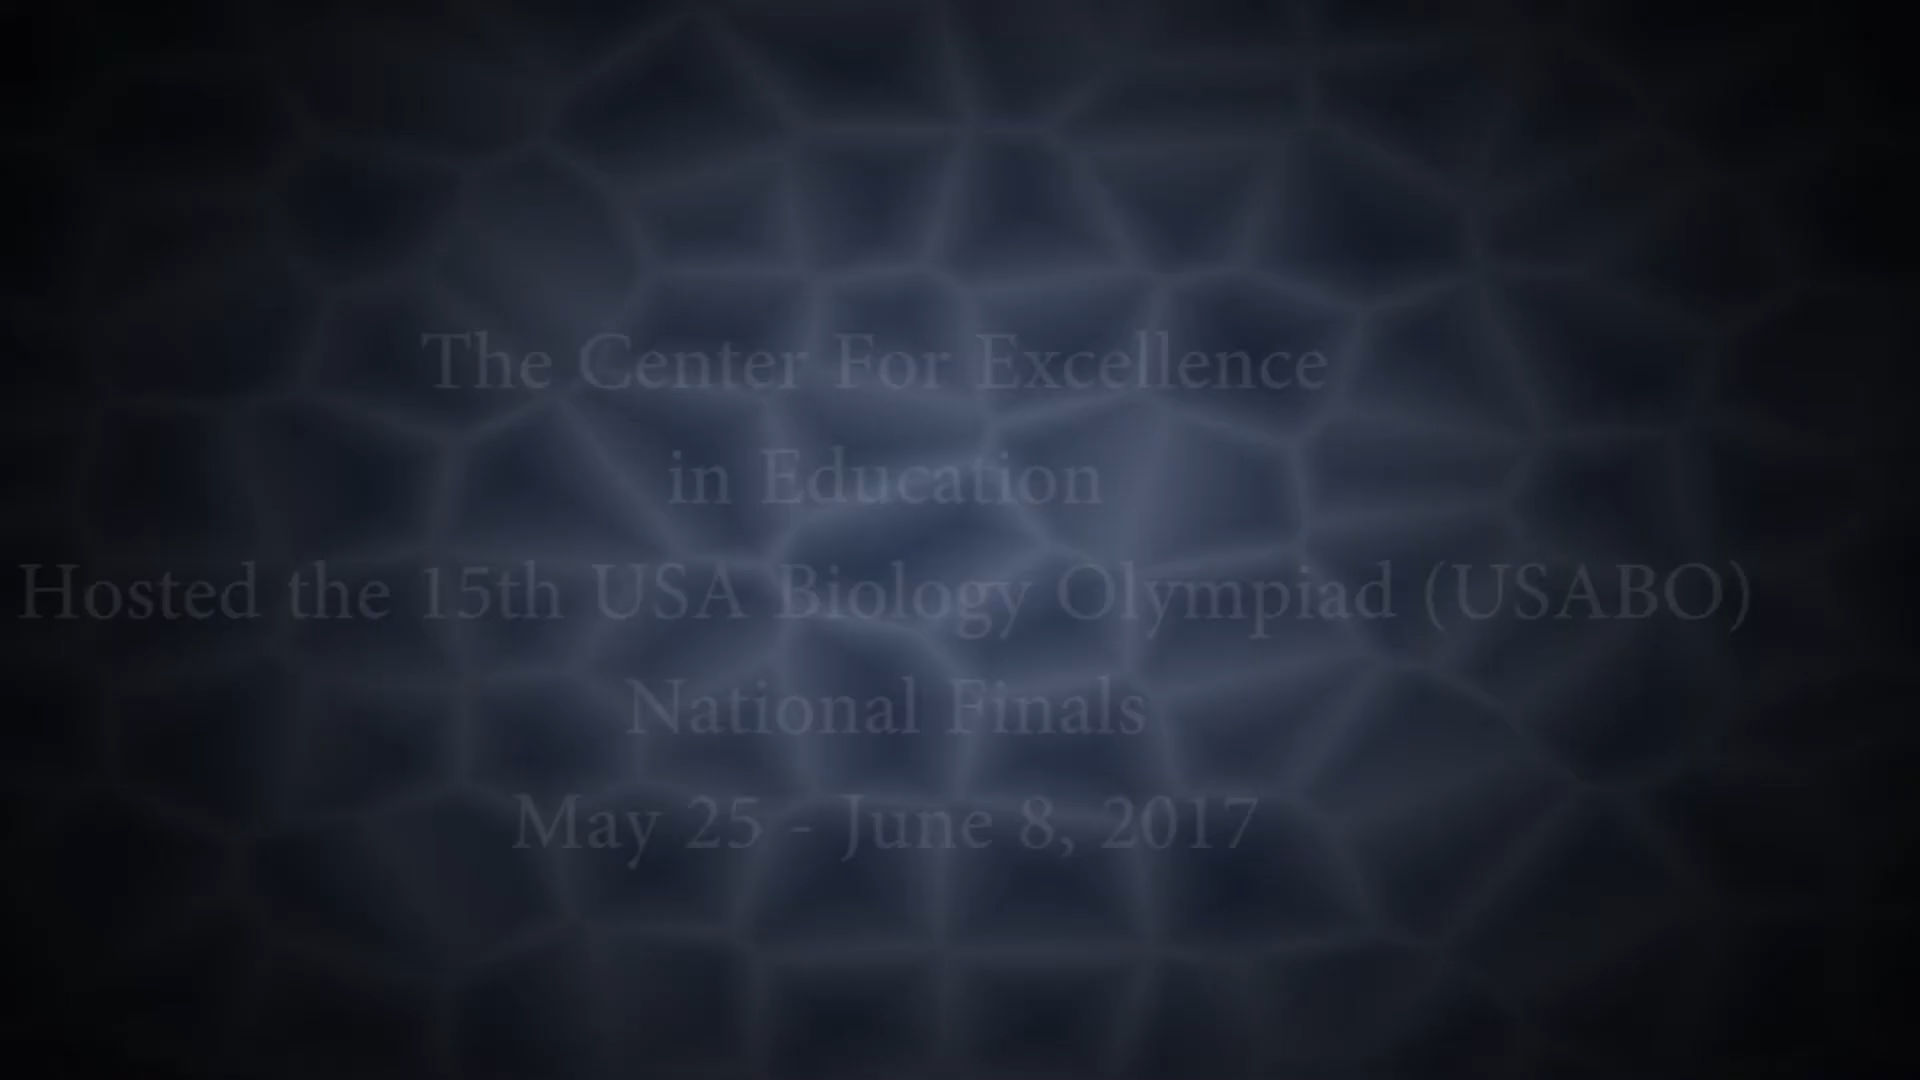 The Center For Excellence
in Education
Hosted the 15th USA Biology Olympiad (USABO)
National Finals
May 25 - June 8, 2017